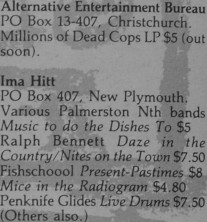 Alternative Entertainment Bureau
PO Box 13-407, Christchurch.
Millions of Dead Cops LP $5 (out
soon).
Ima Hitt
PO Box 407, New Plymouth.
Various Palmerston Nth bands
Music to do the Dishes To $5
Ralph Bennett Daze in the
Country/Nites on the Town $7.50
Fishschoool Present-Pastimes $8
Mice in the Radiogram $4.80
Penknife Glides Live Drums $7.50
(Others also.)